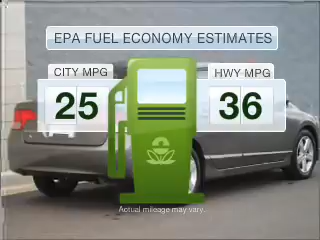 EPA FUEL ECONOMY ESTIMATES
CITY MPG
HWY MPG
25
36
Actual mileage may vary.